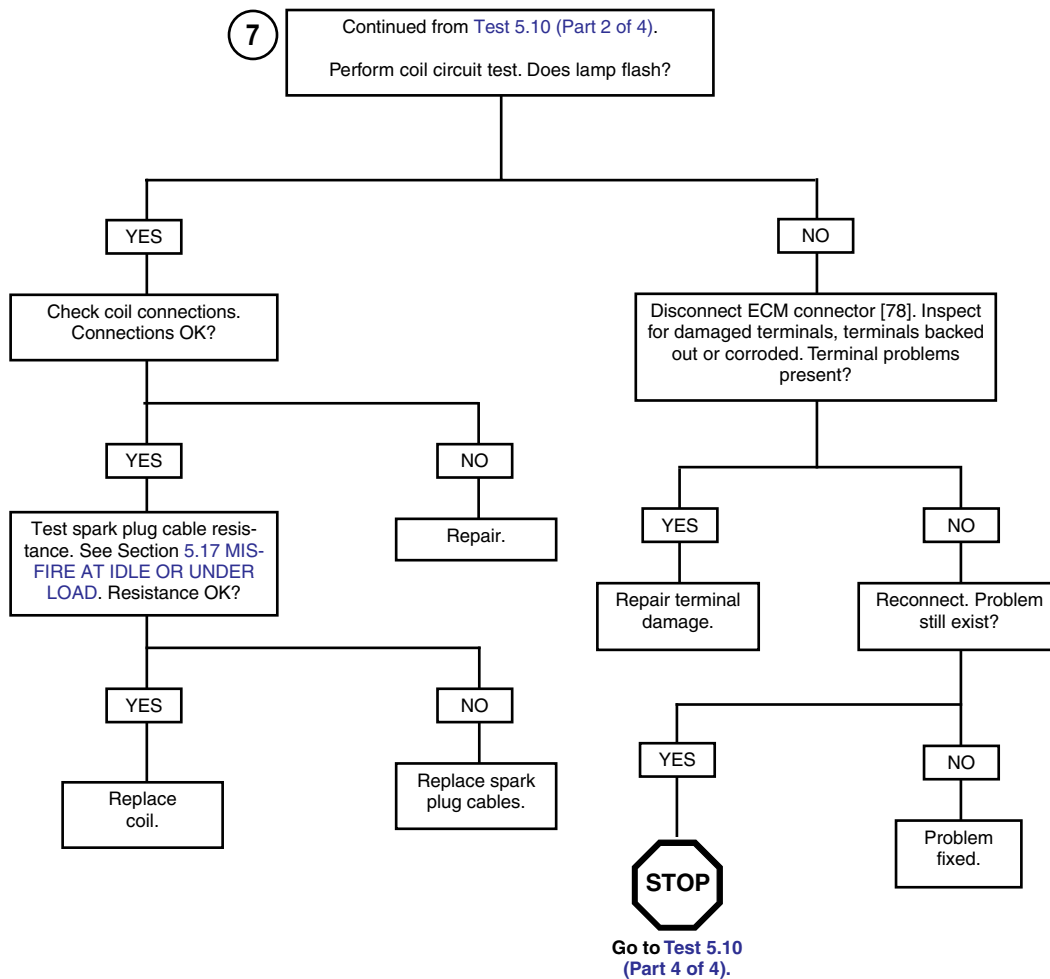 7
Continued from Test 5.10 (Part 2 of 4).
Perform coil circuit test. Does lamp flash?
YES
NO
Check coil connections.
Connections OK?
Disconnect ECM connector [78]. Inspect
for damaged terminals, terminals backed
out or corroded. Terminal problems
present?
YES
NO
YES
NO
Test spark plug cable resis-
tance. See Section 5.17 MIS-
FIRE AT IDLE OR UNDER
LOAD. Resistance OK?
Repair.
Repair terminal
damage.
Reconnect. Problem
still exist?
YES
NO
YES
NO
Replace
coil.
Replace spark
plug cables.
STOP
Problem
fixed.
Go to Test 5.10
(Part 4 of 4).